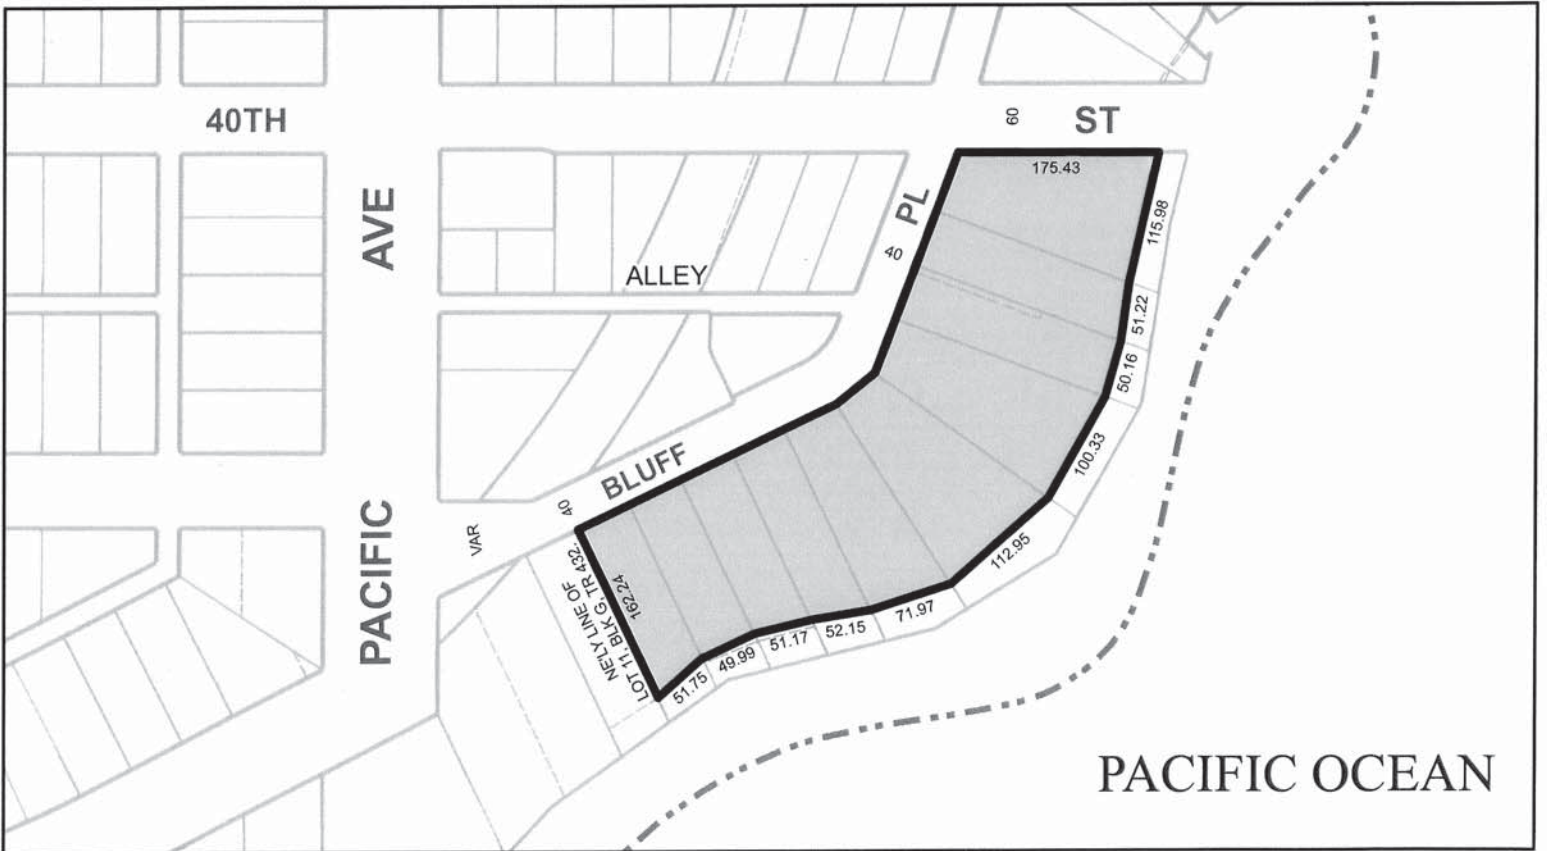 40TH
60
ST
175.43
AVE
PL
115.98
40
ALLEY
51.22
50.16
100.33
BLUFF
40
VAR
PACIFIC
NE'LY LINE OF
LOT 11, BLK G, TR 432.
162.24
112.95
71.97
52.15
51.17
49.99
51.75
PACIFIC OCEAN